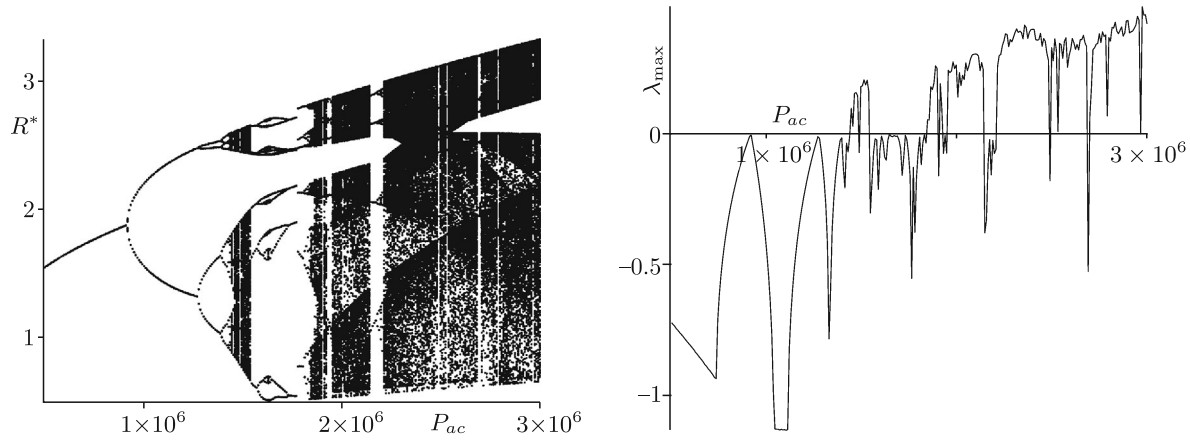 3
R*
2
1
1×10⁶
2×10⁶
P_ac
3×10⁶
λ_max
P_ac
0
1 × 10⁶
3 × 10⁶
−0.5
−1